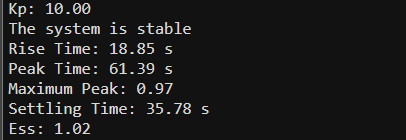 Kp: 10.00
The system is stable
Rise Time: 18.85 s
Peak Time: 61.39 s
Maximum Peak: 0.97
Settling Time: 35.78 s
Ess: 1.02